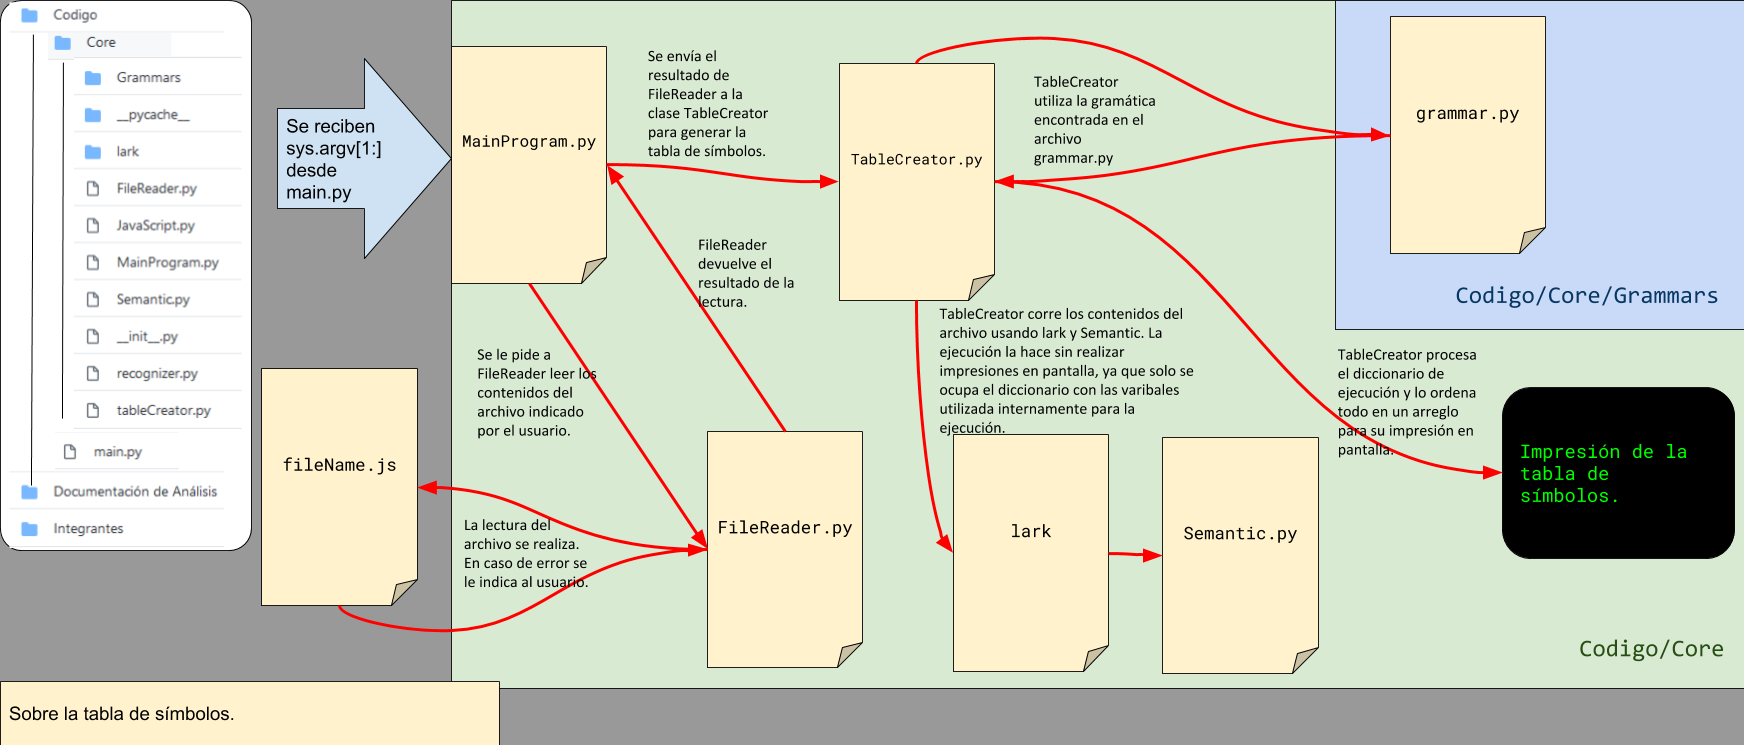 Codigo
Core
Grammars
__pycache__
lark
FileReader.py
JavaScript.py
MainProgram.py
Semantic.py
__init__.py
recognizer.py
tableCreator.py
main.py
Documentación de Análisis
Integrantes
Se reciben
sys.argv[1:]
desde
main.py
MainProgram.py
Se envía el
resultado de
FileReader a la
clase TableCreator
para generar la
tabla de símbolos.
TableCreator.py
TableCreator
utiliza la gramática
encontrada en el
archivo
grammar.py
grammar.py
Codigo/Core/Grammars
FileReader
devuelve el
resultado de la
lectura.
Se le pide a
FileReader leer los
contenidos del
archivo indicado
por el usuario.
TableCreator corre los contenidos del
archivo usando lark y Semantic. La
ejecución la hace sin realizar
impresiones en pantalla, ya que solo se
ocupa el diccionario con las varibales
utilizada internamente para la
ejecución.
TableCreator procesa
el diccionario de
ejecución y lo ordena
todo en un arreglo
para su impresión en
pantalla.
Impresión de la
tabla de
símbolos.
fileName.js
La lectura del
archivo se realiza.
En caso de error se
le indica al usuario.
FileReader.py
lark
Semantic.py
Codigo/Core
Sobre la tabla de símbolos.